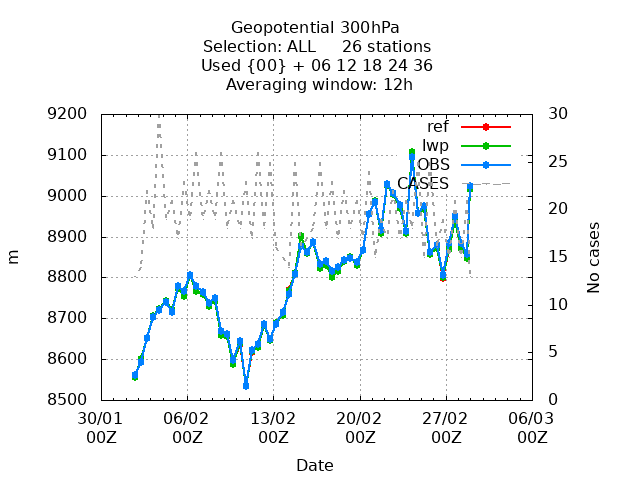 Geopotential 300hPa
Selection: ALL     26 stations
Used {00} + 06 12 18 24 36
Averaging window: 12h
9200
9100
9000
8900
8800
8700
8600
8500
30
25
20
15
10
5
0
ref
lwp
OBS
CASES
m
No cases
30/01 06/02 13/02 20/02 27/02 06/03
00Z 00Z 00Z 00Z 00Z 00Z
Date